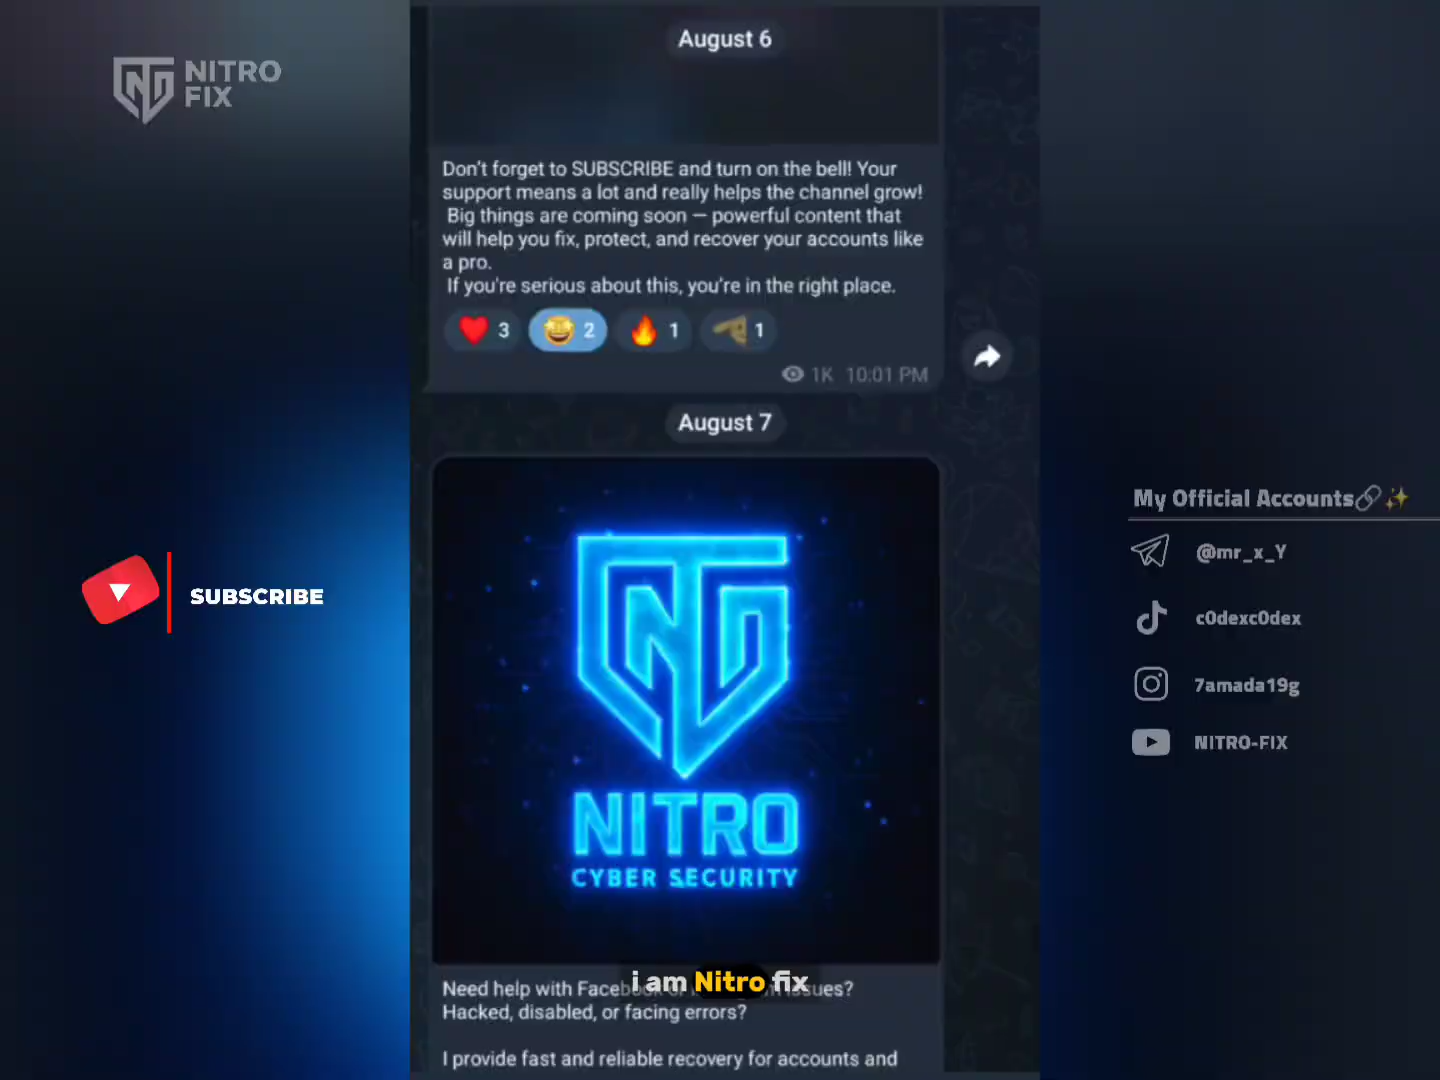 NITRO
FIX
August 6
Don't forget to SUBSCRIBE and turn on the bell! Your
support means a lot and really helps the channel grow!
Big things are coming soon — powerful content that
will help you fix, protect, and recover your accounts like
a pro.
If you're serious about this, you're in the right place.
3
2
1
1
1K 10:01 PM
August 7
NITRO
CYBER SECURITY
i am Nitro fix
Need help with issues?
Hacked, disabled, or facing errors?
I provide fast and reliable recovery for accounts and
SUBSCRIBE
My Official Accounts
@mr_x_Y
c0dexc0dex
7amada19g
NITRO-FIX